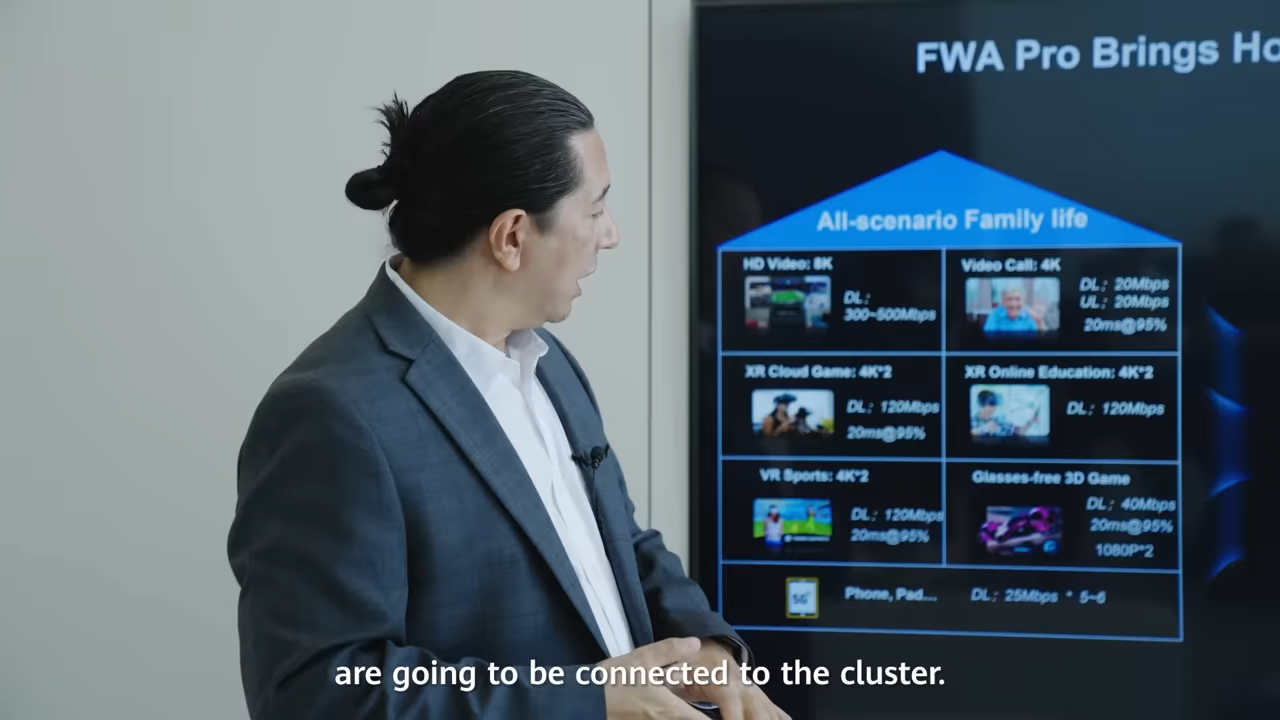 FWA Pro Brings Ho
All-scenario Family life
HD Video: 8K
DL:
300~500Mbps
Video Call: 4K
DL: 20Mbps
UL: 20Mbps
20ms@95%
XR Cloud Game: 4K*2
DL: 120Mbps
20ms@95%
XR Online Education: 4K*2
DL: 120Mbps
VR Sports: 4K*2
DL: 120Mbps
20ms@95%
Glasses-free 3D Game
DL: 40Mbps
20ms@95%
1080P*2
5G
Phone, Pad...
DL: 25Mbps * 5~6
are going to be connected to the cluster.